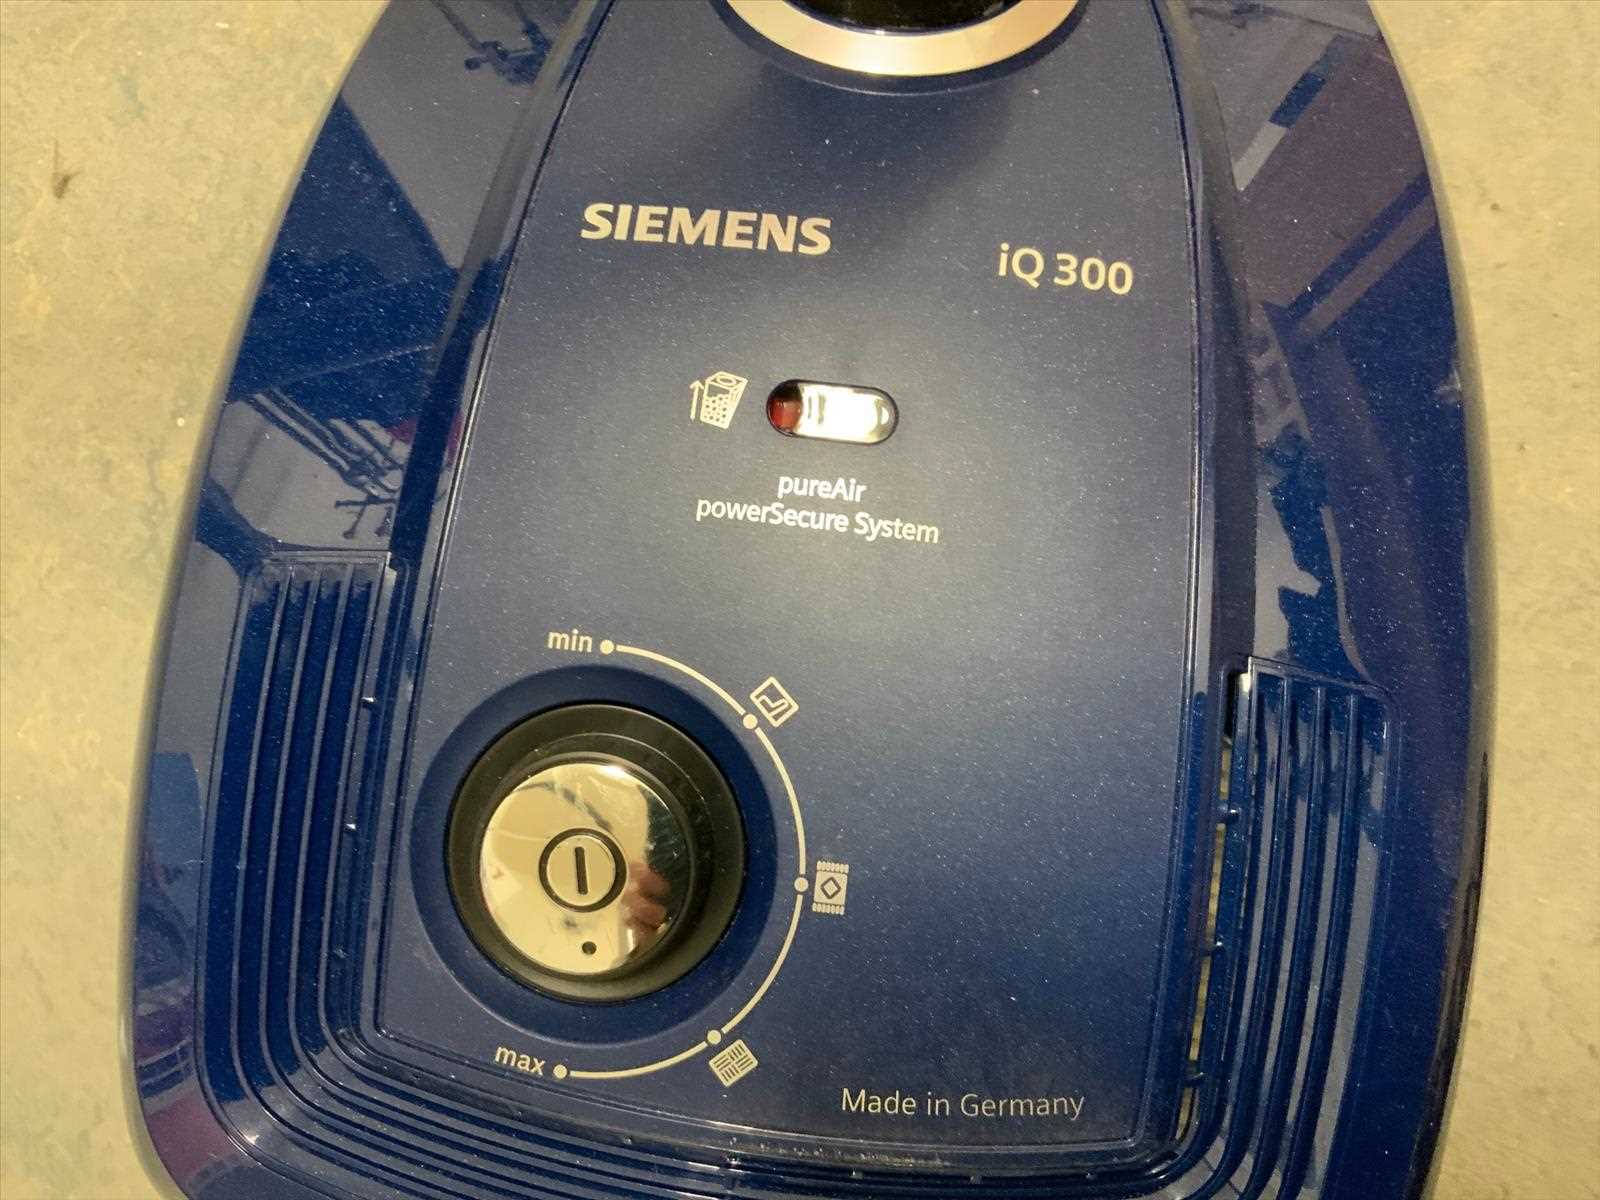 SIEMENS
iQ 300
pureAir
powerSecure System
min
max
Made in Germany